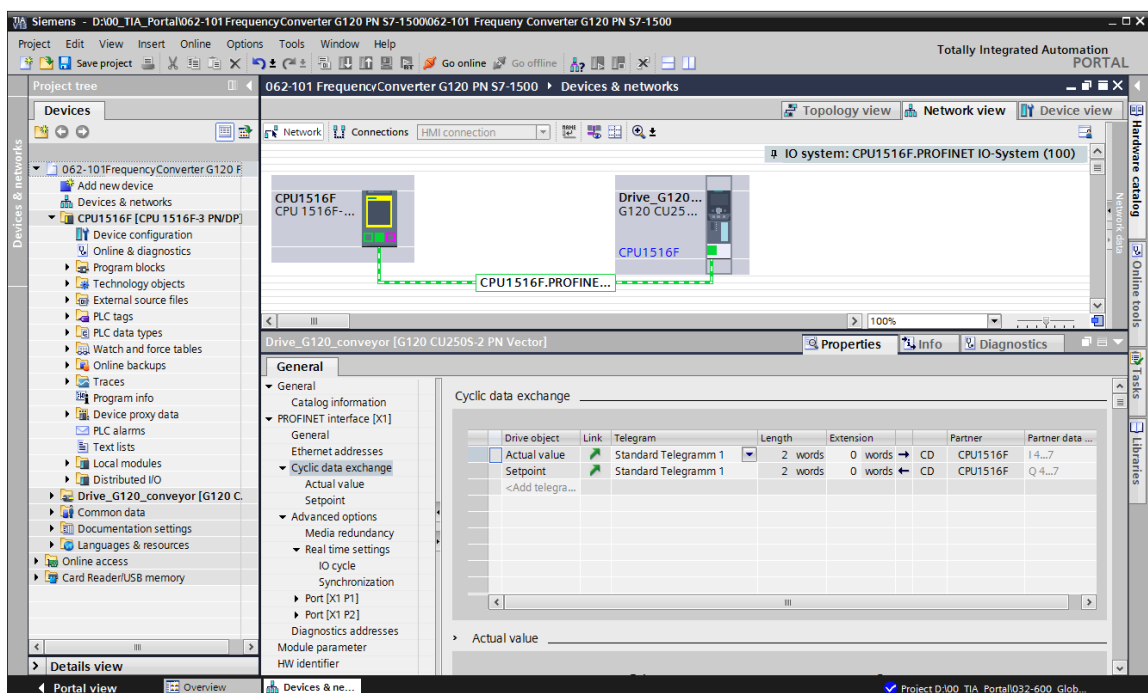 Siemens - D:\00_TIA_Portal\062-101 FrequencyConverter G120 PN S7-1500\062-101 Frequeny Converter G120 PN S7-1500
Project Edit View Insert Online Options Tools Window Help
Totally Integrated Automation
PORTAL
Save project Go online Go offline
Project tree
062-101 FrequencyConverter G120 PN S7-1500 Devices & networks
Devices
Topology view Network view Device view
Network Connections HMI connection
IO system: CPU1516F.PROFINET IO-System (100)
062-101FrequencyConverter G120 P
Add new device
Devices & networks
CPU1516F [CPU 1516F-3 PN/DP]
Device configuration
Online & diagnostics
Program blocks
Technology objects
External source files
PLC tags
PLC data types
Watch and force tables
Online backups
Traces
Program info
Device proxy data
PLC alarms
Text lists
Local modules
Distributed I/O
Drive_G120_conveyor [G120 C.
Common data
Documentation settings
Languages & resources
Online access
Card Reader/USB memory
Details view
Devices & networks
CPU1516F
CPU 1516F-...
Drive_G120...
G120 CU25...
CPU1516F
CPU1516F.PROFINE...
100%
Network data
Drive_G120_conveyor [G120 CU250S-2 PN Vector]
Properties Info Diagnostics
General
General
Catalog information
PROFINET interface [X1]
General
Ethernet addresses
Cyclic data exchange
Actual value
Setpoint
Advanced options
Media redundancy
Real time settings
IO cycle
Synchronization
Port [X1 P1]
Port [X1 P2]
Diagnostics addresses
Module parameter
HW identifier
Cyclic data exchange
Drive object Link Telegram Length Extension Partner Partner data ...
Actual value Standard Telegramm 1 2 words 0 words CD CPU1516F I 4...7
Setpoint Standard Telegramm 1 2 words 0 words CD CPU1516F Q 4...7
<Add telegra...
Actual value
Hardware catalog
Online tools
Tasks
Libraries
Portal view Overview Devices & ne...
Project D:\00_TIA_Portal\032-600_Glob...